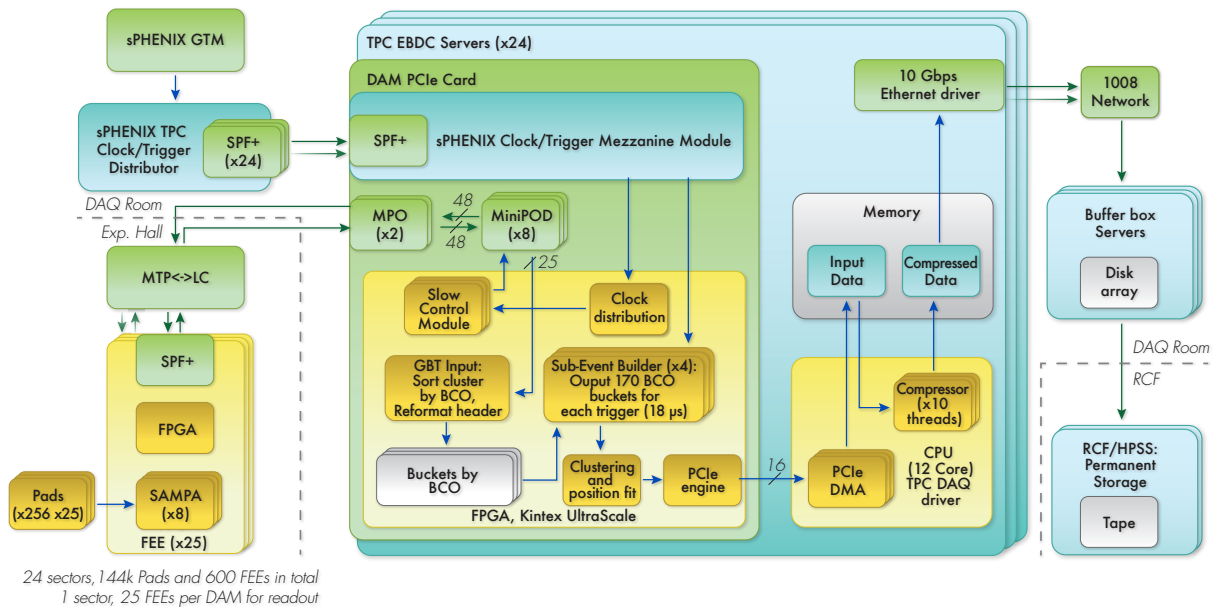 sPHENIX GTM
sPHENIX TPC
Clock/Trigger
Distributor
SPF+
(x24)
DAQ Room
Exp. Hall
MTP<->LC
SPF+
FPGA
Pads
(x256 x25)
SAMPA
(x8)
FEE (x25)
24 sectors, 144k Pads and 600 FEEs in total
1 sector, 25 FEEs per DAM for readout
TPC EBDC Servers (x24)
DAM PCIe Card
SPF+
sPHENIX Clock/Trigger Mezzanine Module
MPO
(x2)
48
48
MiniPOD
(x8)
25
Slow
Control
Module
Clock
distribution
GBT Input:
Sort cluster
by BCO,
Reformat header
Sub-Event Builder (x4):
Ouput 170 BCO
buckets for
each trigger (18 µs)
Buckets by
BCO
Clustering
and
position fit
PCIe
engine
FPGA, Kintex UltraScale
16
10 Gbps
Ethernet driver
Memory
Input
Data
Compressed
Data
Compressor
(x10
threads)
PCIe
DMA
CPU
(12 Core)
TPC DAQ
driver
1008
Network
Buffer box
Servers
Disk
array
DAQ Room
RCF
RCF/HPSS:
Permanent
Storage
Tape